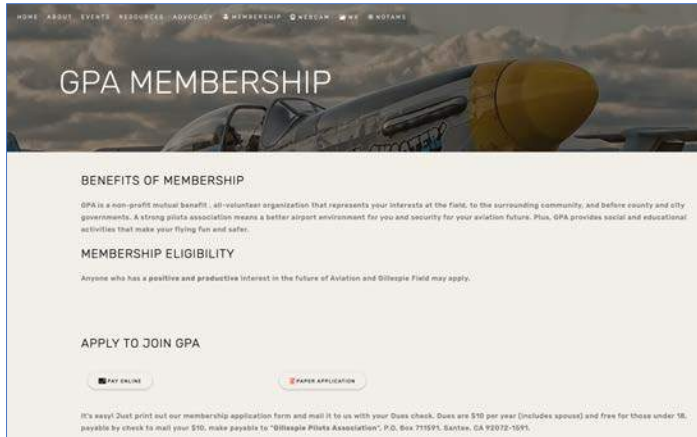 HOME ABOUT EVENTS RESOURCES ADVOCACY MEMBERSHIP WEBCAM WX NOTAMS
GPA MEMBERSHIP
BENEFITS OF MEMBERSHIP
GPA is a non-profit mutual benefit , all-volunteer organization that represents your interests at the field, to the surrounding community, and before county and city
governments. A strong pilots association means a better airport environment for you and security for your aviation future. Plus, GPA provides social and educational
activities that make your flying fun and safer.
MEMBERSHIP ELIGIBILITY
Anyone who has a positive and productive interest in the future of Aviation and Gillespie Field may apply.
APPLY TO JOIN GPA
PAY ONLINE
PAPER APPLICATION
It's easy! Just print out our membership application form and mail it to us with your Dues check. Dues are $10 per year (includes spouse) and free for those under 18,
payable by check to mail your $10, make payable to "Gillespie Pilots Association", P.O. Box 711591, Santee, CA 92072-1591.